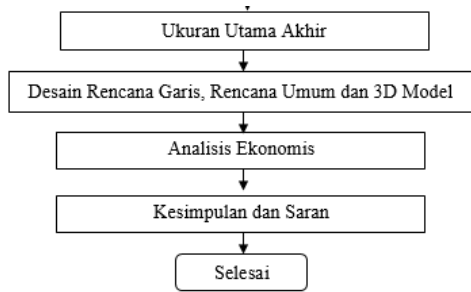 Ukuran Utama Akhir
Desain Rencana Garis, Rencana Umum dan 3D Model
Analisis Ekonomis
Kesimpulan dan Saran
Selesai